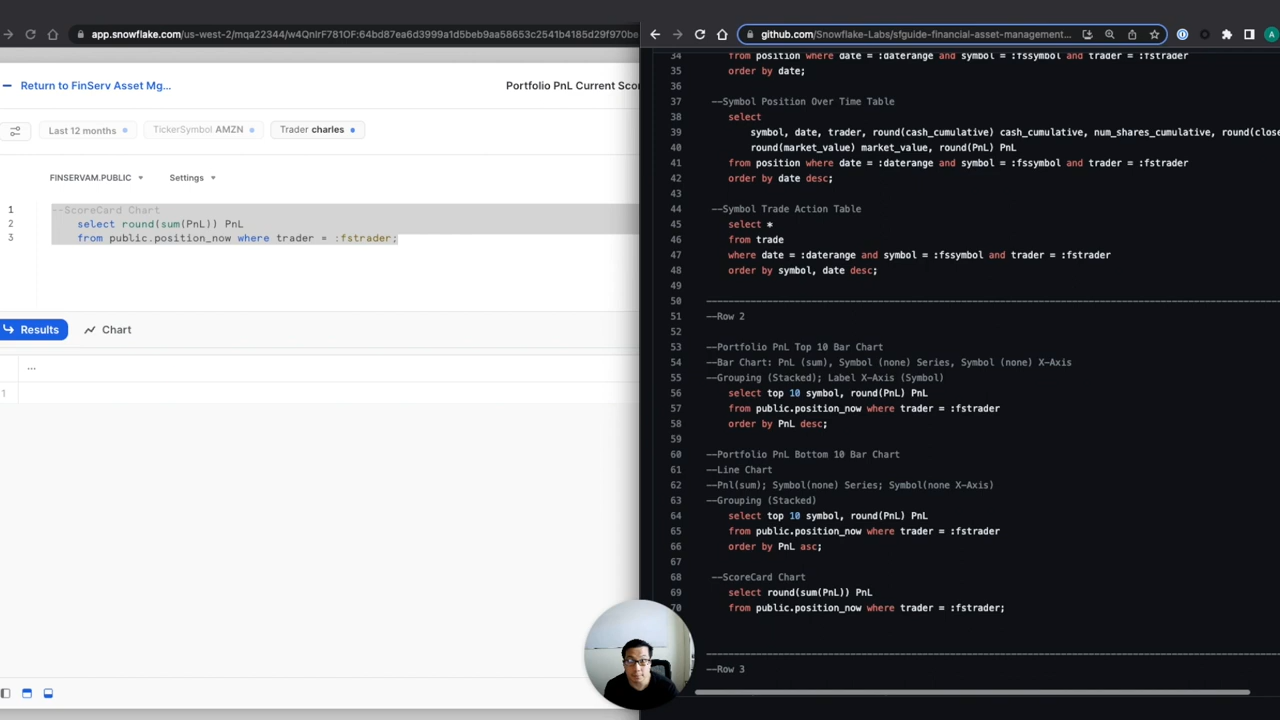 app.snowflake.com/us-west-2/mqa22344/w4QnIrF781OF:64bd87ea6d3999a1d5beb9aa58653c2541b4185d29f970be
Return to FinServ Asset Mg...
Portfolio PnL Current Scor
Last 12 months
TickerSymbol AMZN
Trader charles
FINSERVAM.PUBLIC
Settings
1 --ScoreCard Chart
2 select round(sum(PnL)) PnL
3 from public.position_now where trader = :fstrader;
Results
Chart
...
1
github.com/Snowflake-Labs/sfguide-financial-asset-management...
A
34 from position where date = :daterange and symbol = :fssymbol and trader = :fstrader
35 order by date;
36
37 --Symbol Position Over Time Table
38 select
39 symbol, date, trader, round(cash_cumulative) cash_cumulative, num_shares_cumulative, round(close
40 round(market_value) market_value, round(PnL) PnL
41 from position where date = :daterange and symbol = :fssymbol and trader = :fstrader
42 order by date desc;
43
44 --Symbol Trade Action Table
45 select *
46 from trade
47 where date = :daterange and symbol = :fssymbol and trader = :fstrader
48 order by symbol, date desc;
49
50 ----------------------------------------------------------------------------------------------------
51 --Row 2
52
53 --Portfolio PnL Top 10 Bar Chart
54 --Bar Chart: PnL (sum), Symbol (none) Series, Symbol (none) X-Axis
55 --Grouping (Stacked); Label X-Axis (Symbol)
56 select top 10 symbol, round(PnL) PnL
57 from public.position_now where trader = :fstrader
58 order by PnL desc;
59
60 --Portfolio PnL Bottom 10 Bar Chart
61 --Line Chart
62 --Pnl(sum); Symbol(none) Series; Symbol(none X-Axis)
63 --Grouping (Stacked)
64 select top 10 symbol, round(PnL) PnL
65 from public.position_now where trader = :fstrader
66 order by PnL asc;
67
68 --ScoreCard Chart
69 select round(sum(PnL)) PnL
70 from public.position_now where trader = :fstrader;
----------------------------------------------------------------------------------------------------
--Row 3